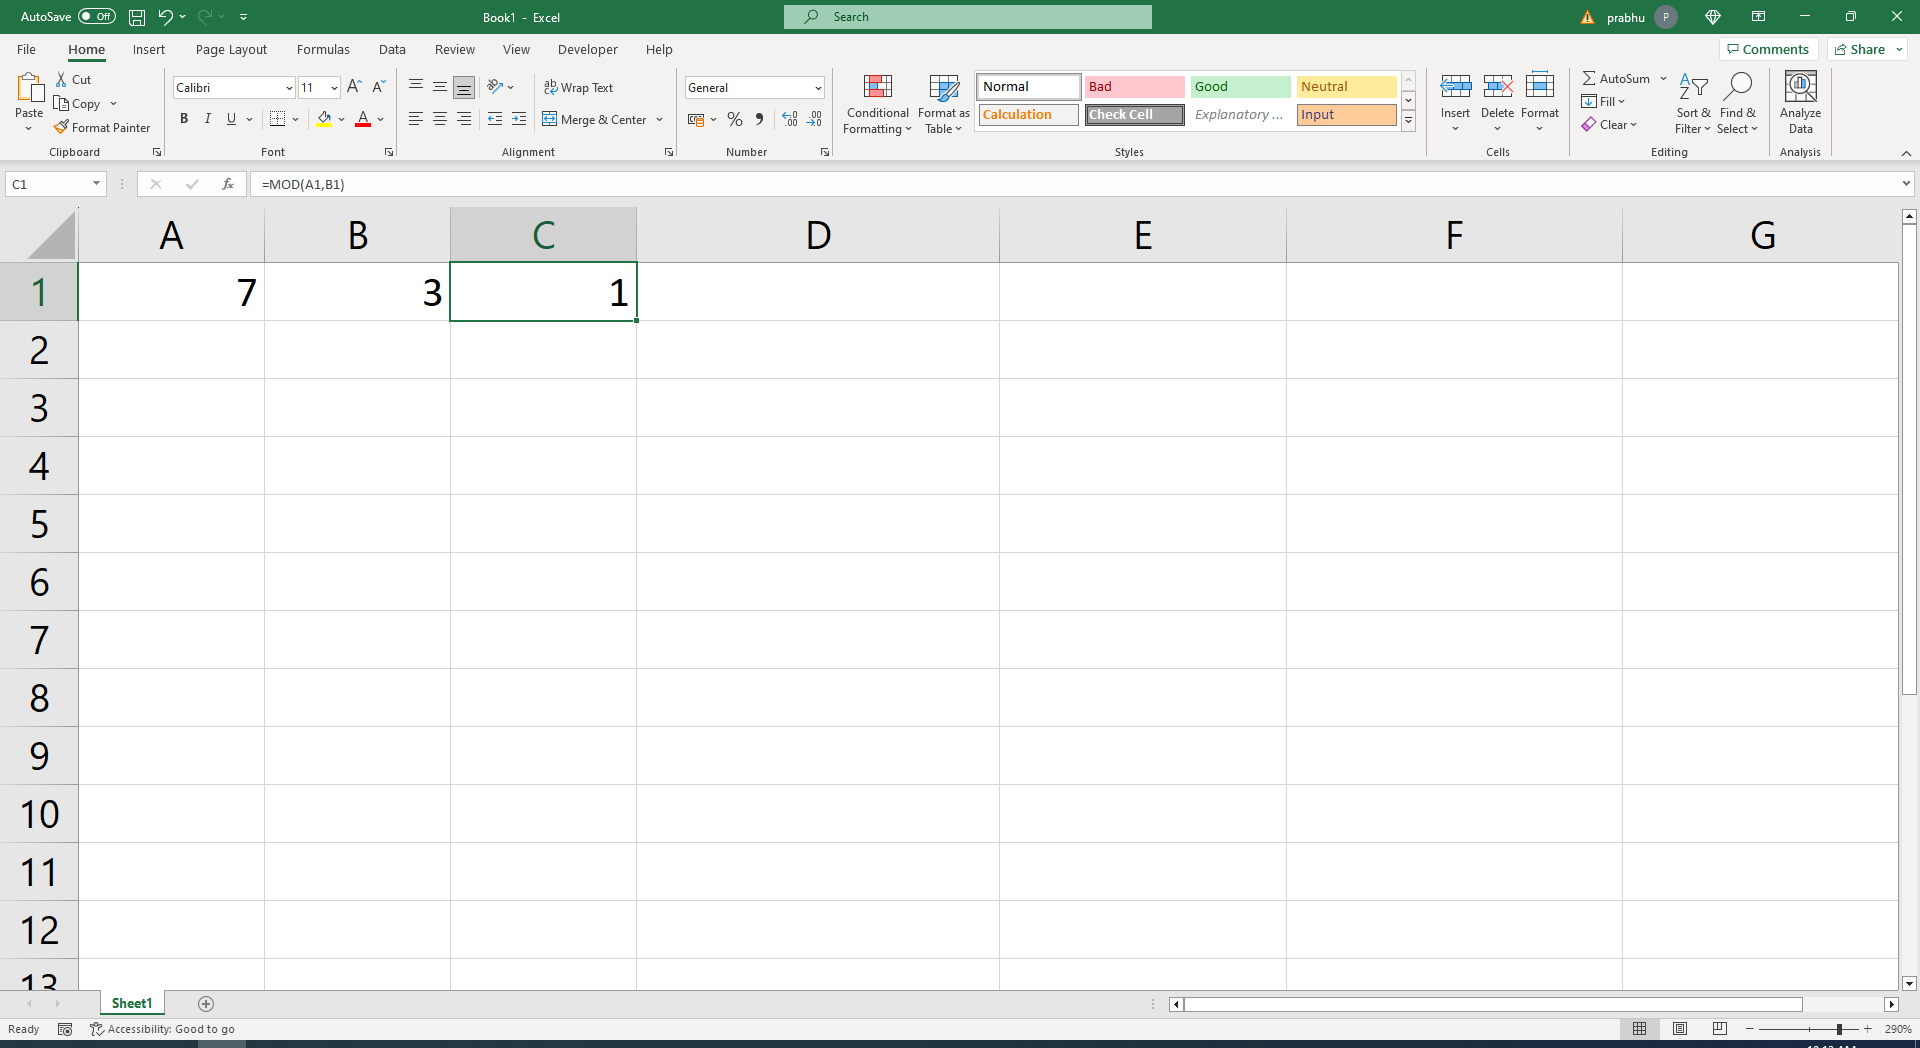 AutoSave Off Book1 - Excel Search prabhu P
File Home Insert Page Layout Formulas Data Review View Developer Help Comments Share
Paste Cut Copy Format Painter Clipboard
Calibri 11 A A B I U A Font
ab Wrap Text Merge & Center Alignment
General % Number
Conditional Formatting Format as Table
Normal Bad Good Neutral
Calculation Check Cell Explanatory ... Input
Styles
Insert Delete Format Cells
AutoSum Fill Clear Sort & Filter Find & Select Editing
Analyze Data Analysis
C1 fx =MOD(A1,B1)
A B C D E F G
1 7 3 1
2
3
4
5
6
7
8
9
10
11
12
13
Sheet1
Ready Accessibility: Good to go 290%